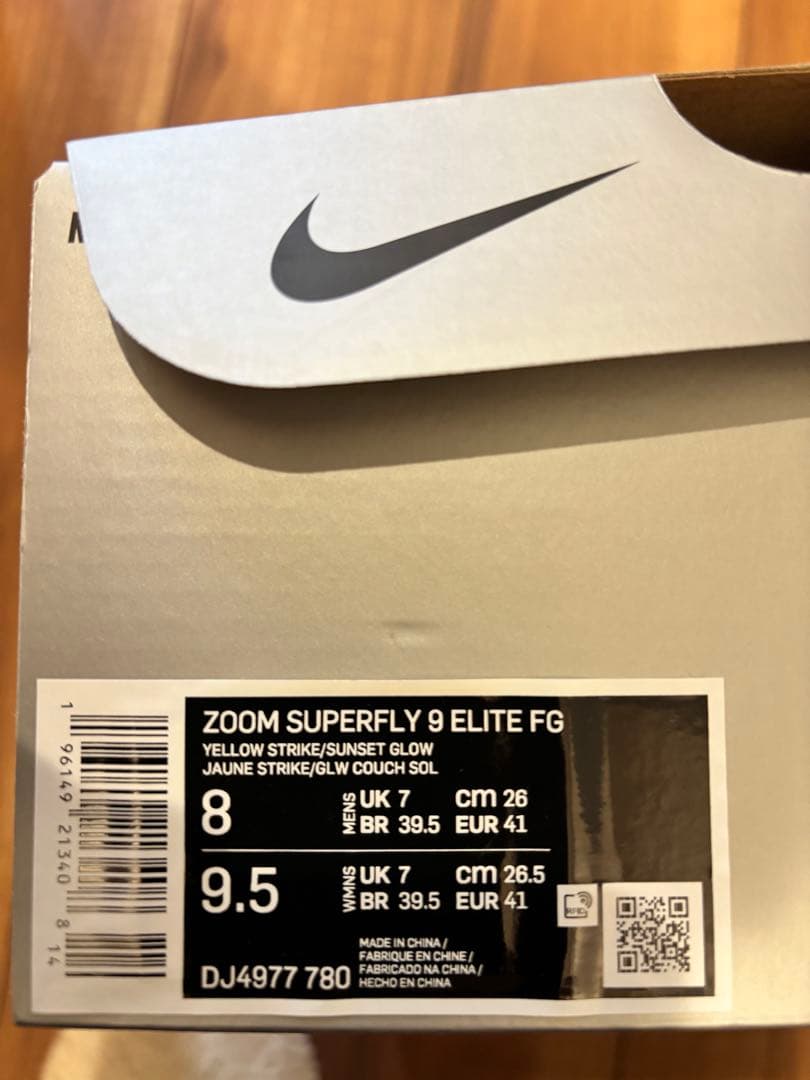 ZOOM SUPERFLY 9 ELITE FG
YELLOW STRIKE/SUNSET GLOW
JAUNE STRIKE/GLW COUCH SOL
8 MENS UK 7 cm 26
BR 39.5 EUR 41
9.5 WMNS UK 7 cm 26.5
BR 39.5 EUR 41
RFID
DJ4977 780
MADE IN CHINA /
FABRIQUE EN CHINE /
FABRICADO NA CHINA /
HECHO EN CHINA
1 96149 21340 8 14